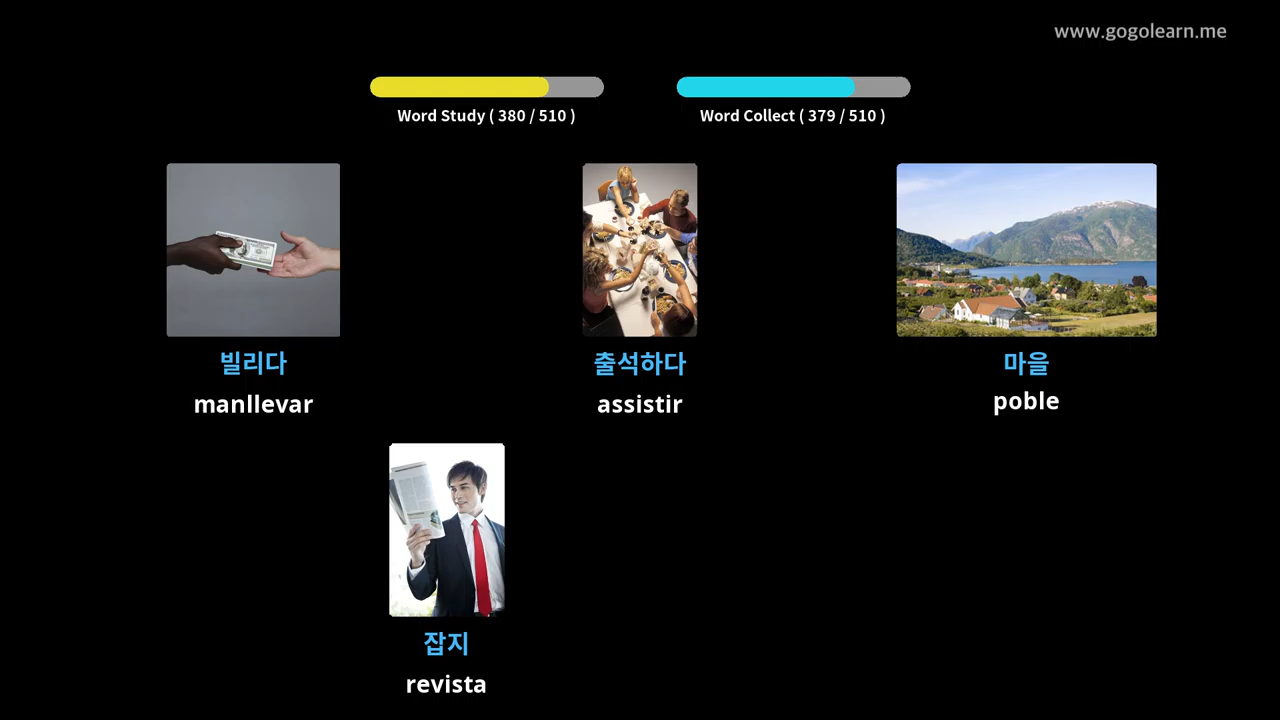 www.gogolearn.me
Word Study ( 380 / 510 )
Word Collect ( 379 / 510 )
빌리다
manllevar
출석하다
assistir
마을
poble
잡지
revista